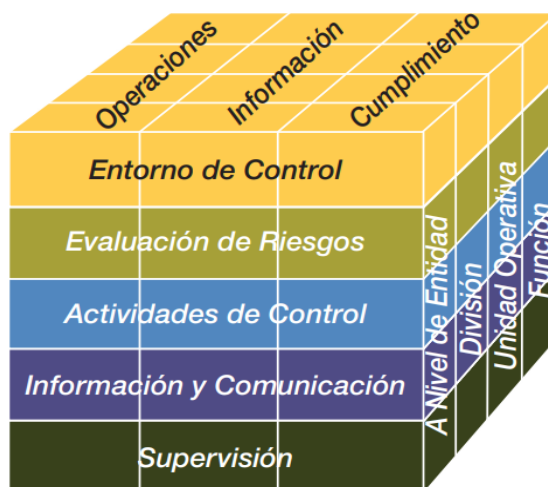 Operaciones
Información
Cumplimiento
Entorno de Control
Evaluación de Riesgos
Actividades de Control
Información y Comunicación
Supervisión
A Nivel de Entidad
División
Unidad Operativa
Función